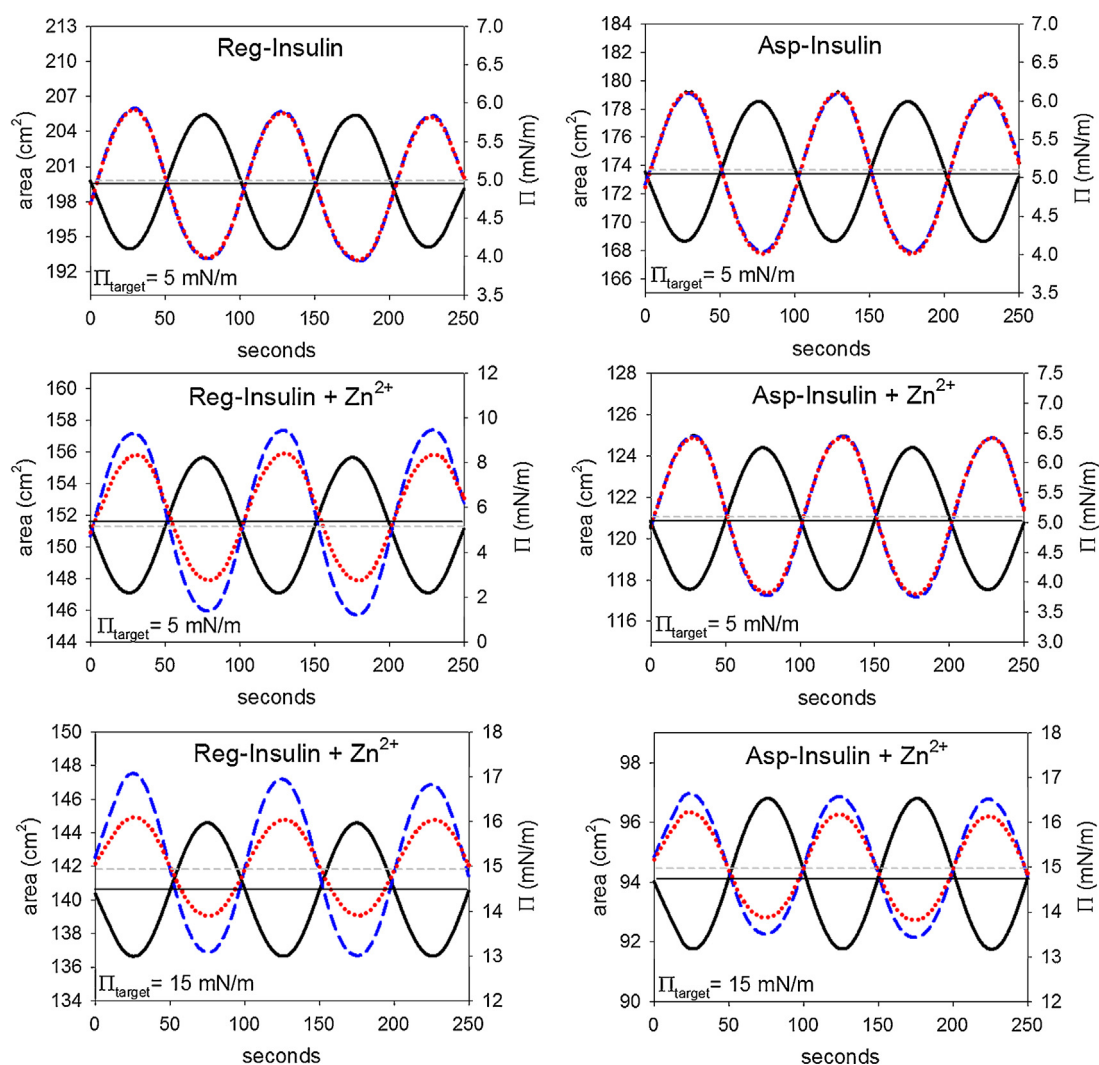 Reg-Insulin
area (cm²)
213
210
207
204
201
198
195
192
7.0
6.5
6.0
5.5
5.0
4.5
4.0
3.5
Π (mN/m)
Πtarget= 5 mN/m
0 50 100 150 200 250
seconds
Asp-Insulin
area (cm²)
184
182
180
178
176
174
172
170
168
166
7.0
6.5
6.0
5.5
5.0
4.5
4.0
3.5
Π (mN/m)
Πtarget= 5 mN/m
0 50 100 150 200 250
seconds
Reg-Insulin + Zn²⁺
area (cm²)
160
158
156
154
152
150
148
146
144
12
10
8
6
4
2
0
Π (mN/m)
Πtarget= 5 mN/m
0 50 100 150 200 250
seconds
Asp-Insulin + Zn²⁺
area (cm²)
128
126
124
122
120
118
117
7.5
7.0
6.5
6.0
5.5
5.0
4.5
4.0
3.5
3.0
Π (mN/m)
Πtarget= 5 mN/m
0 50 100 150 200 250
seconds
Reg-Insulin + Zn²⁺
area (cm²)
150
148
146
144
142
140
138
136
134
18
17
16
15
14
13
12
Π (mN/m)
Πtarget= 15 mN/m
0 50 100 150 200 250
seconds
Asp-Insulin + Zn²⁺
area (cm²)
98
96
94
92
90
18
17
16
15
14
13
12
Π (mN/m)
Πtarget= 15 mN/m
0 50 100 150 200 250
seconds